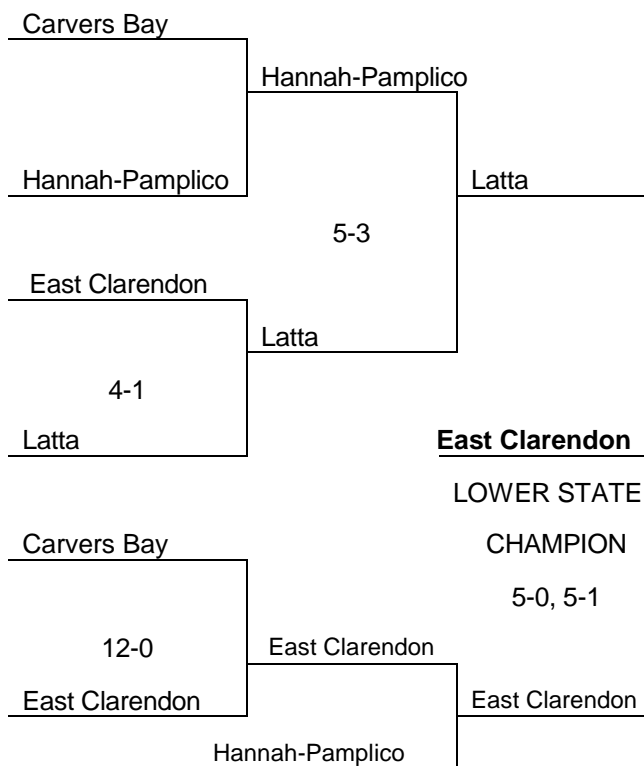 Carvers Bay
Hannah-Pamplico
Hannah-Pamplico
Latta
5-3
East Clarendon
Latta
4-1
Latta
East Clarendon
LOWER STATE
Carvers Bay
CHAMPION
5-0, 5-1
12-0
East Clarendon
East Clarendon
East Clarendon
Hannah-Pamplico